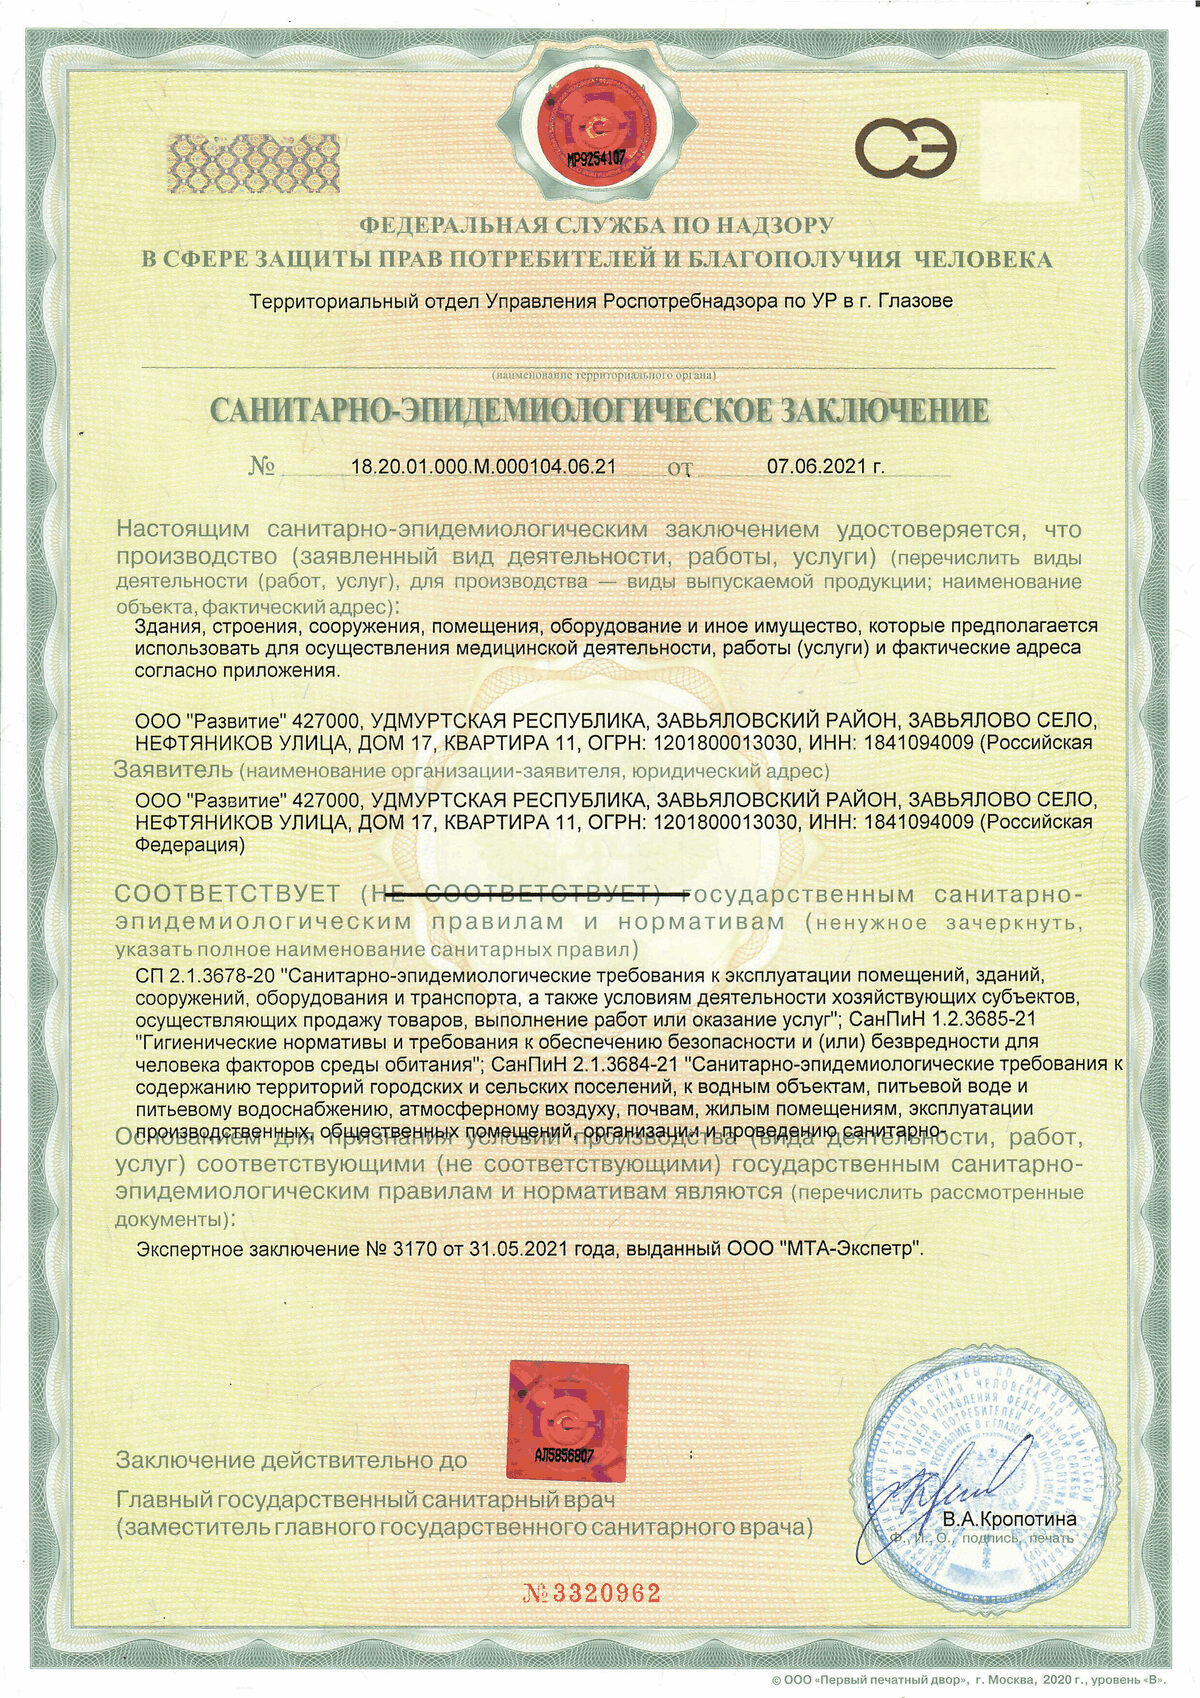 МР9254107
СЭ
ФЕДЕРАЛЬНАЯ СЛУЖБА ПО НАДЗОРУ
В СФЕРЕ ЗАЩИТЫ ПРАВ ПОТРЕБИТЕЛЕЙ И БЛАГОПОЛУЧИЯ ЧЕЛОВЕКА
Территориальный отдел Управления Роспотребнадзора по УР в г. Глазове
(наименование территориального органа)
САНИТАРНО-ЭПИДЕМИОЛОГИЧЕСКОЕ ЗАКЛЮЧЕНИЕ
№ 18.20.01.000.М.000104.06.21 от 07.06.2021 г.
Настоящим санитарно-эпидемиологическим заключением удостоверяется, что
производство (заявленный вид деятельности, работы, услуги) (перечислить виды
деятельности (работ, услуг), для производства — виды выпускаемой продукции; наименование
объекта, фактический адрес):
Здания, строения, сооружения, помещения, оборудование и иное имущество, которые предполагается
использовать для осуществления медицинской деятельности, работы (услуги) и фактические адреса
согласно приложения.
ООО "Развитие" 427000, УДМУРТСКАЯ РЕСПУБЛИКА, ЗАВЬЯЛОВСКИЙ РАЙОН, ЗАВЬЯЛОВО СЕЛО,
НЕФТЯНИКОВ УЛИЦА, ДОМ 17, КВАРТИРА 11, ОГРН: 1201800013030, ИНН: 1841094009 (Российская
Заявитель (наименование организации-заявителя, юридический адрес)
ООО "Развитие" 427000, УДМУРТСКАЯ РЕСПУБЛИКА, ЗАВЬЯЛОВСКИЙ РАЙОН, ЗАВЬЯЛОВО СЕЛО,
НЕФТЯНИКОВ УЛИЦА, ДОМ 17, КВАРТИРА 11, ОГРН: 1201800013030, ИНН: 1841094009 (Российская
Федерация)
СООТВЕТСТВУЕТ (НЕ СООТВЕТСТВУЕТ) государственным санитарно-
эпидемиологическим правилам и нормативам (ненужное зачеркнуть,
указать полное наименование санитарных правил)
СП 2.1.3678-20 "Санитарно-эпидемиологические требования к эксплуатации помещений, зданий,
сооружений, оборудования и транспорта, а также условиям деятельности хозяйствующих субъектов,
осуществляющих продажу товаров, выполнение работ или оказание услуг"; СанПиН 1.2.3685-21
"Гигиенические нормативы и требования к обеспечению безопасности и (или) безвредности для
человека факторов среды обитания"; СанПиН 2.1.3684-21 "Санитарно-эпидемиологические требования к
содержанию территорий городских и сельских поселений, к водным объектам, питьевой воде и
питьевому водоснабжению, атмосферному воздуху, почвам, жилым помещениям, эксплуатации
производственных, общественных помещений, организации и проведению санитарно-
Основанием для признания условий производства (вида деятельности, работ,
услуг) соответствующими (не соответствующими) государственным санитарно-
эпидемиологическим правилам и нормативам являются (перечислить рассмотренные
документы):
Экспертное заключение № 3170 от 31.05.2021 года, выданный ООО "МТА-Экспетр".
АЛ5856807
Заключение действительно до
Главный государственный санитарный врач
(заместитель главного государственного санитарного врача)
В.А.Кропотина
Ф., И., О., подпись, печать
№3320962
© ООО «Первый печатный двор», г. Москва, 2020 г., уровень «В».